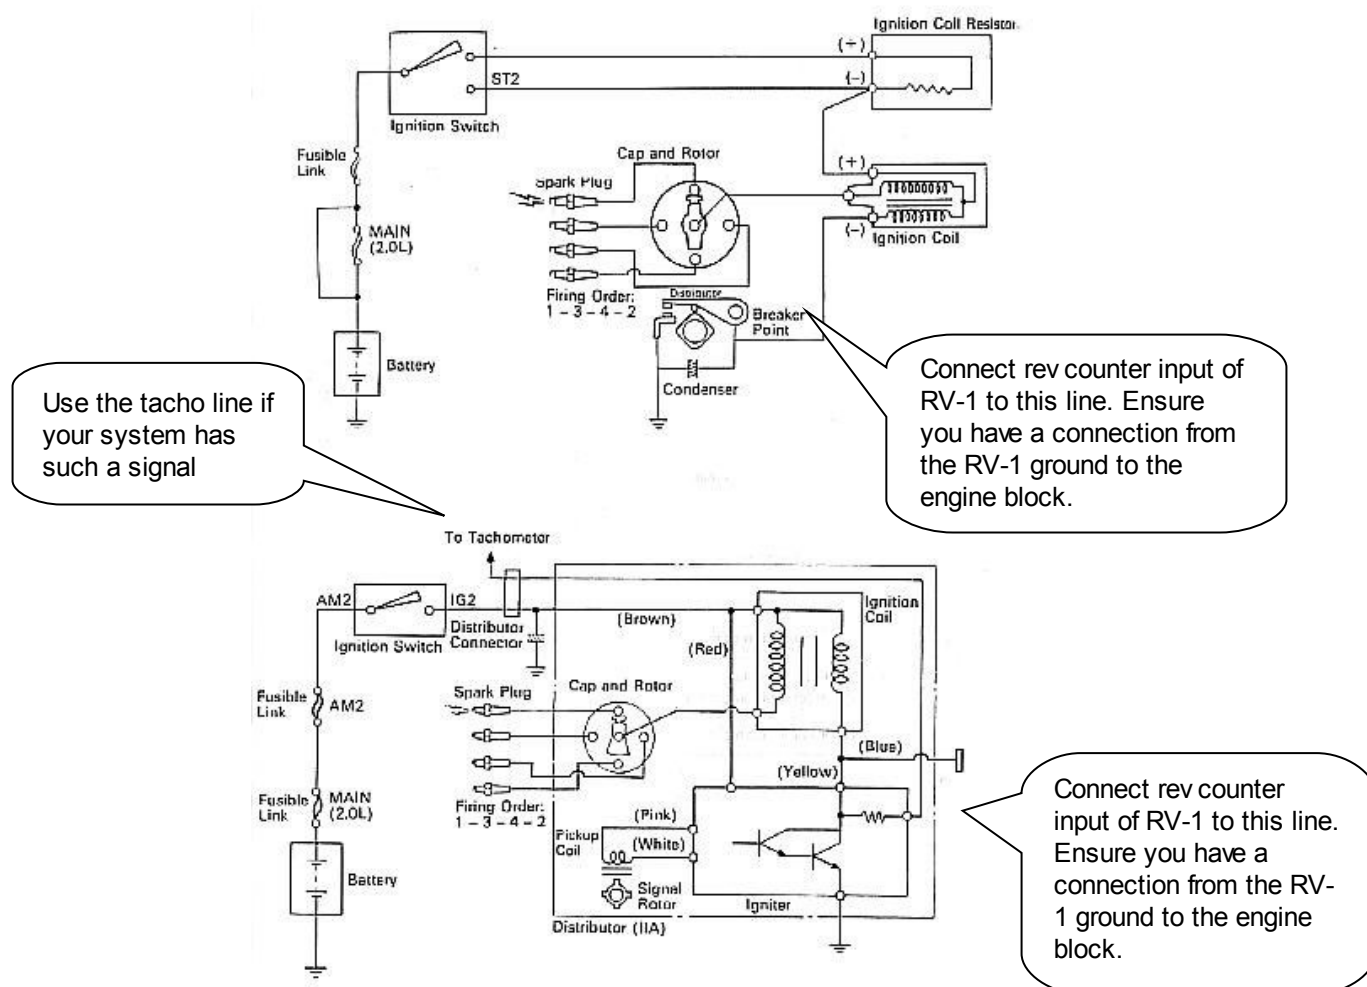 Ignition Coil Resistor
(+)
(-)
ST2
Ignition Switch
Fusible
Link
Cap and Rotor
Spark Plug
(+)
(-)
Ignition Coil
MAIN
(2.0L)
Firing Order:
1 - 3 - 4 - 2
Distributor
Breaker
Point
Condenser
Battery
Connect rev counter input of
RV-1 to this line. Ensure
you have a connection from
the RV-1 ground to the
engine block.
Use the tacho line if
your system has
such a signal
To Tachometer
AM2
IG2
Ignition Switch
Distributor
Connector
(Brown)
(Red)
Ignition
Coil
Fusible
Link
AM2
Spark Plug
Cap and Rotor
(Blue)
(Yellow)
Fusible
Link
MAIN
(2.0L)
Firing Order:
1 - 3 - 4 - 2
(Pink)
Pickup
Coil
(White)
Battery
Signal
Rotor
Igniter
Distributor (IIA)
Connect rev counter
input of RV-1 to this line.
Ensure you have a
connection from the RV-
1 ground to the engine
block.